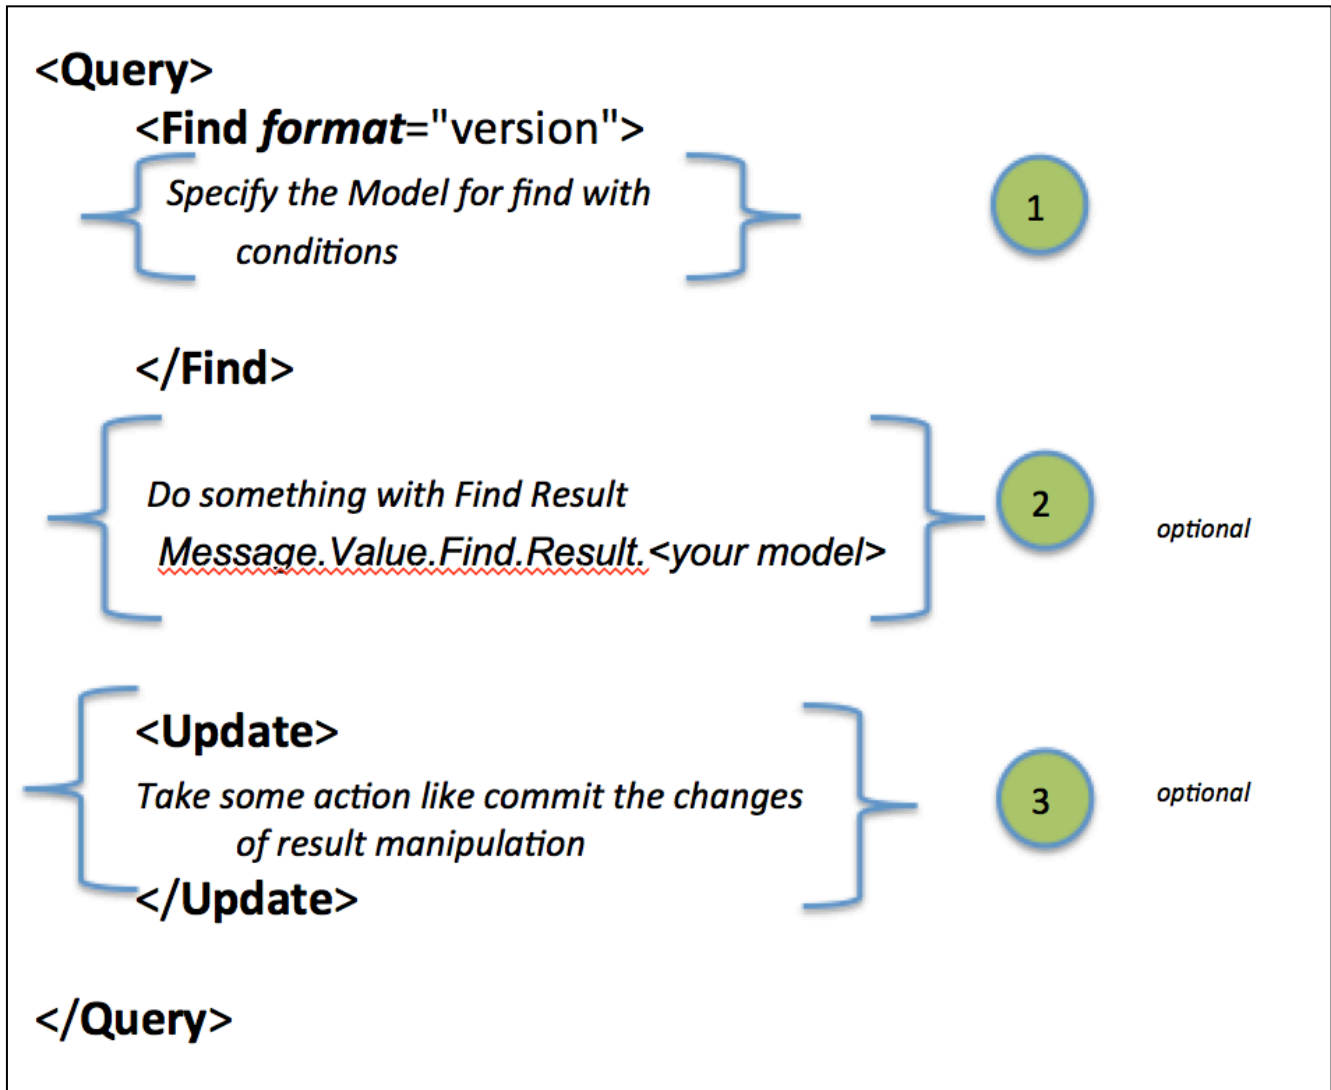 <Query>
<Find format="version">
Specify the Model for find with
conditions
1
</Find>
Do something with Find Result
Message.Value.Find.Result.<your model>
2
optional
<Update>
Take some action like commit the changes
of result manipulation
</Update>
3
optional
</Query>